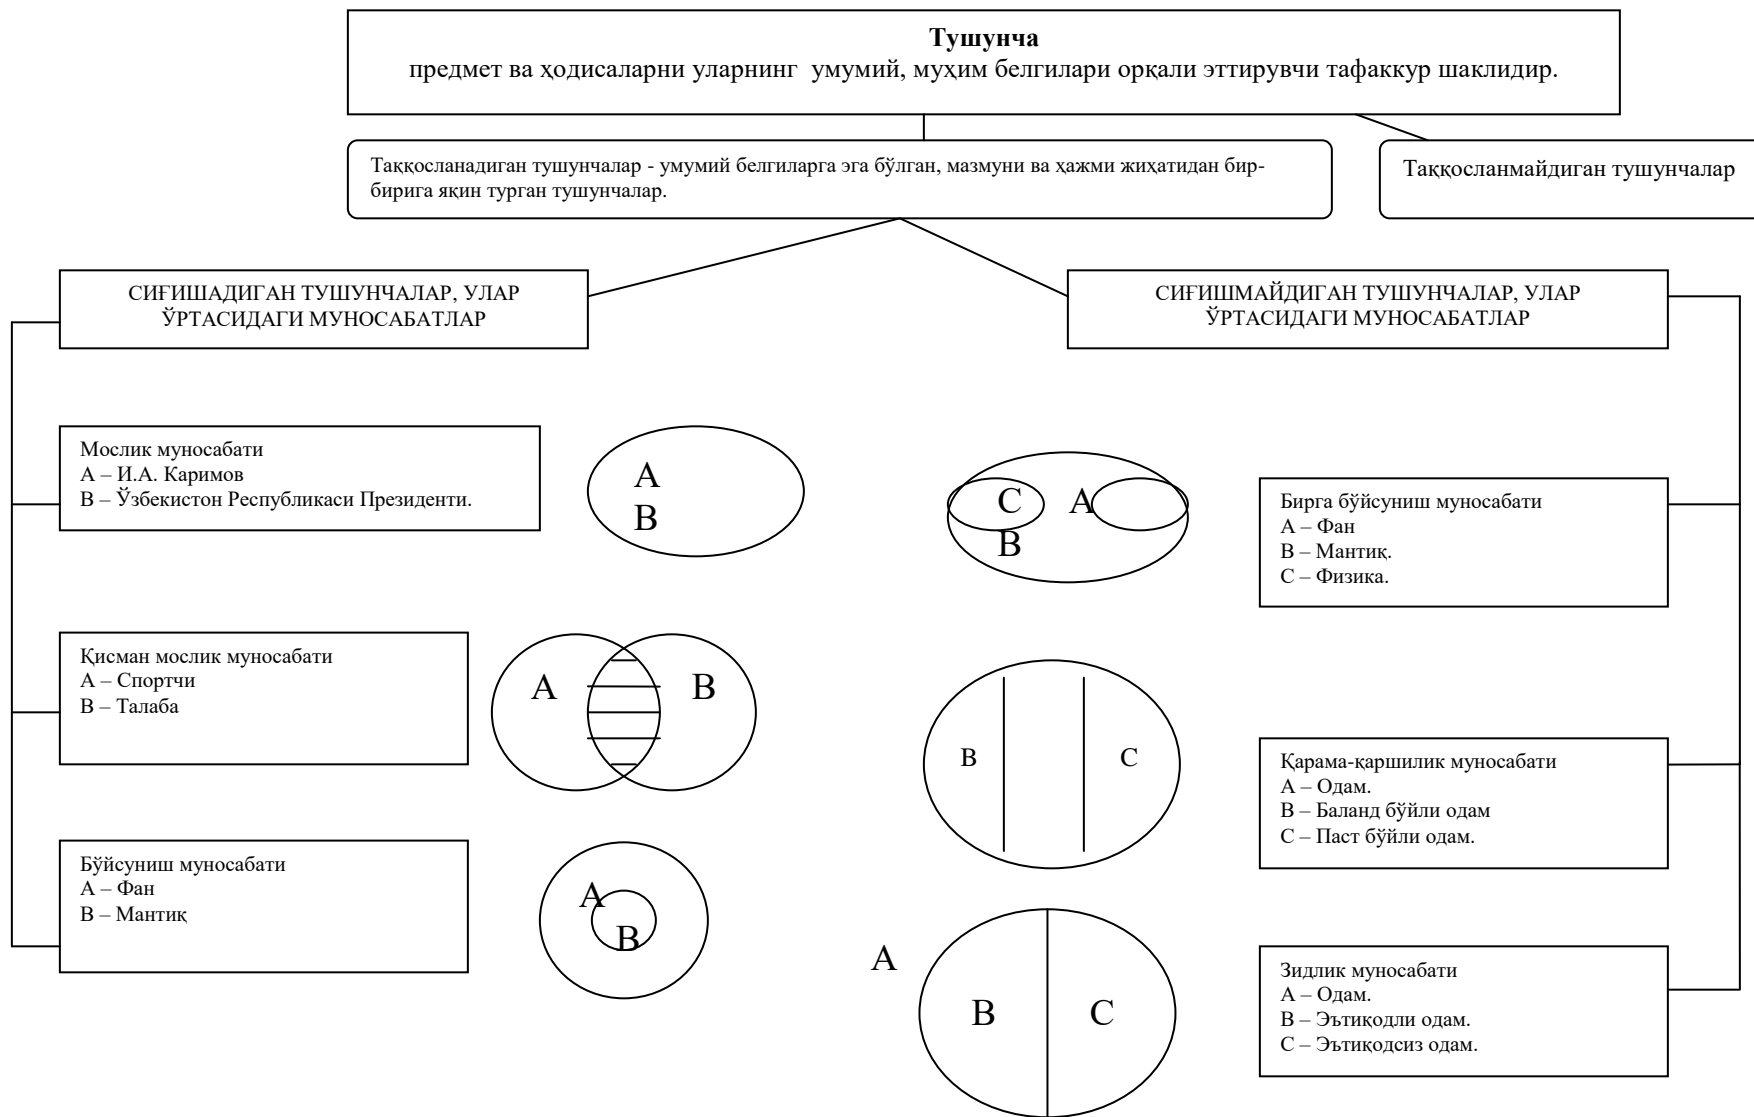 Тушунча
предмет ва ҳодисаларни уларнинг умумий, муҳим белгилари орқали эттирувчи тафаккур шаклидир.
Таққосланадиган тушунчалар - умумий белгиларга эга бўлган, мазмуни ва ҳажми жиҳатидан бир-
бирига яқин турган тушунчалар.
Таққосланмайдиган тушунчалар
СИҒИШАДИГАН ТУШУНЧАЛАР, УЛАР
ЎРТАСИДАГИ МУНОСАБАТЛАР
СИҒИШМАЙДИГАН ТУШУНЧАЛАР, УЛАР
ЎРТАСИДАГИ МУНОСАБАТЛАР
Мослик муносабати
А – И.А. Каримов
В – Ўзбекистон Республикаси Президенти.
А
В
С А
В
Бирга бўйсуниш муносабати
А – Фан
В – Мантиқ.
С – Физика.
Қисман мослик муносабати
А – Спортчи
В – Талаба
А В
В С
Қарама-қаршилик муносабати
А – Одам.
В – Баланд бўйли одам
С – Паст бўйли одам.
Бўйсуниш муносабати
А – Фан
В – Мантиқ
А
В
А
В С
Зидлик муносабати
А – Одам.
В – Эътиқодли одам.
С – Эътиқодсиз одам.